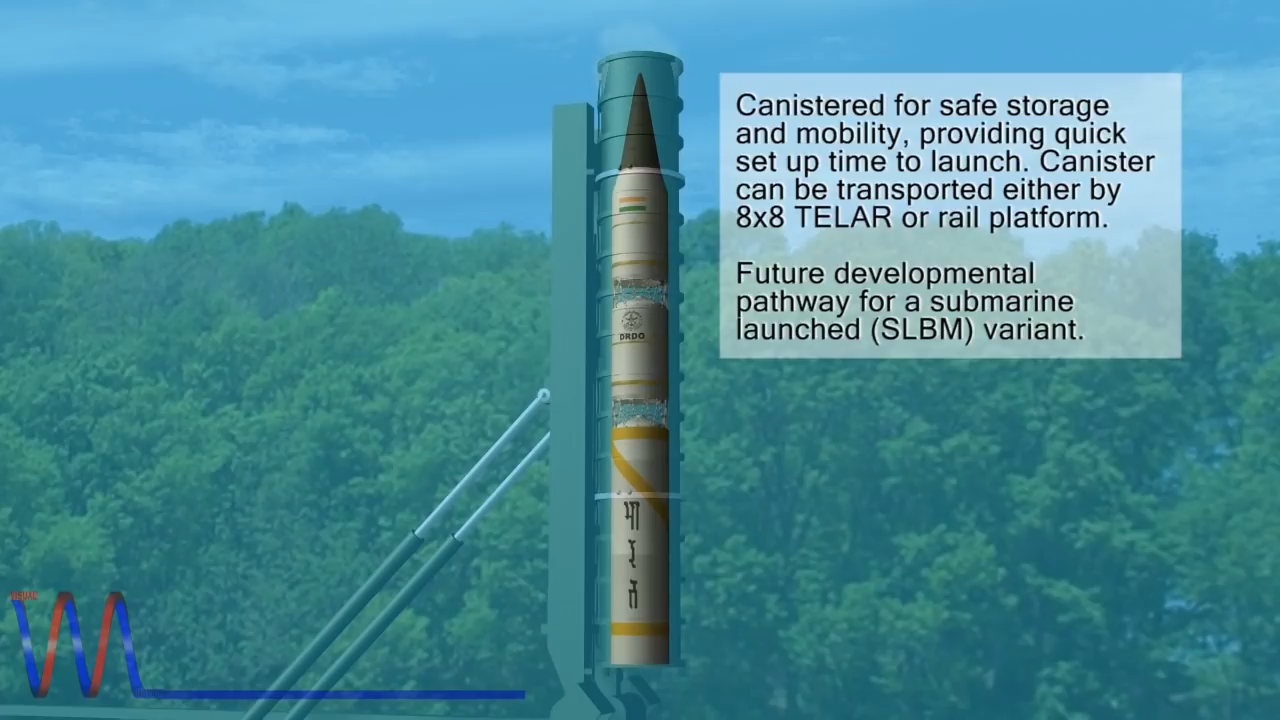 Canistered for safe storage
and mobility, providing quick
set up time to launch. Canister
can be transported either by
8x8 TELAR or rail platform.
Future developmental
pathway for a submarine
launched (SLBM) variant.
DRDO
भा
र
त